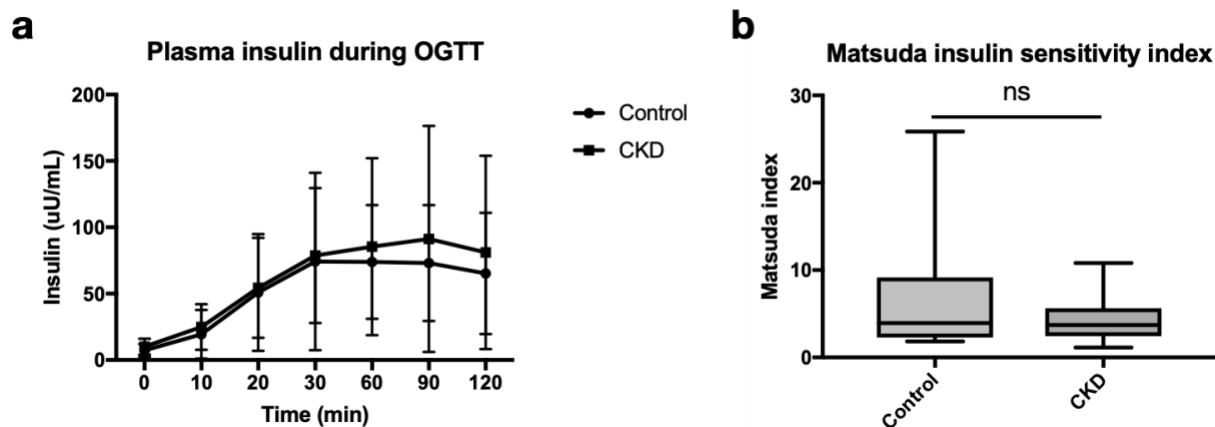 a
Plasma insulin during OGTT
Insulin (uU/mL)
200
150
100
50
0
0 10 20 30 60 90 120
Time (min)
Control
CKD
b
Matsuda insulin sensitivity index
ns
Matsuda index
30
20
10
0
Control
CKD